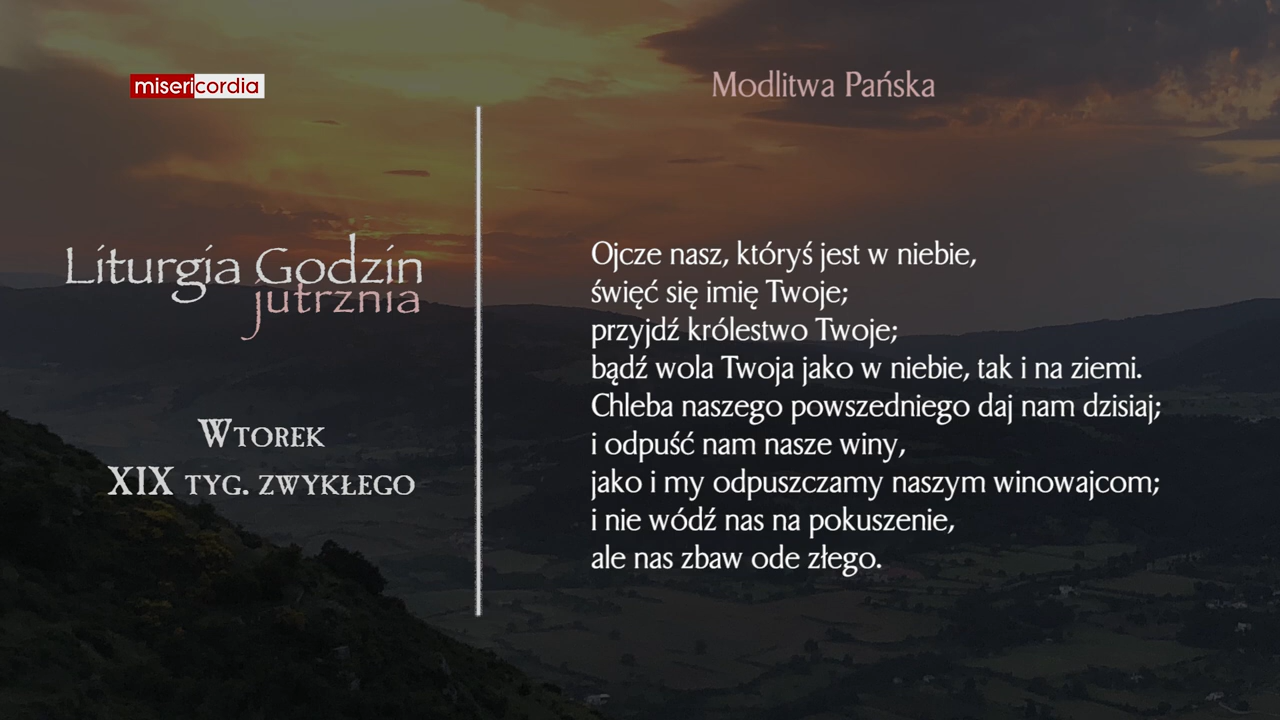 misericordia
Liturgia Godzin
jutrznia
Wtorek
XIX tyg. zwykłego
Modlitwa Pańska
Ojcze nasz, któryś jest w niebie,
święć się imię Twoje;
przyjdź królestwo Twoje;
bądź wola Twoja jako w niebie, tak i na ziemi.
Chleba naszego powszedniego daj nam dzisiaj;
i odpuść nam nasze winy,
jako i my odpuszczamy naszym winowajcom;
i nie wódź nas na pokuszenie,
ale nas zbaw ode złego.